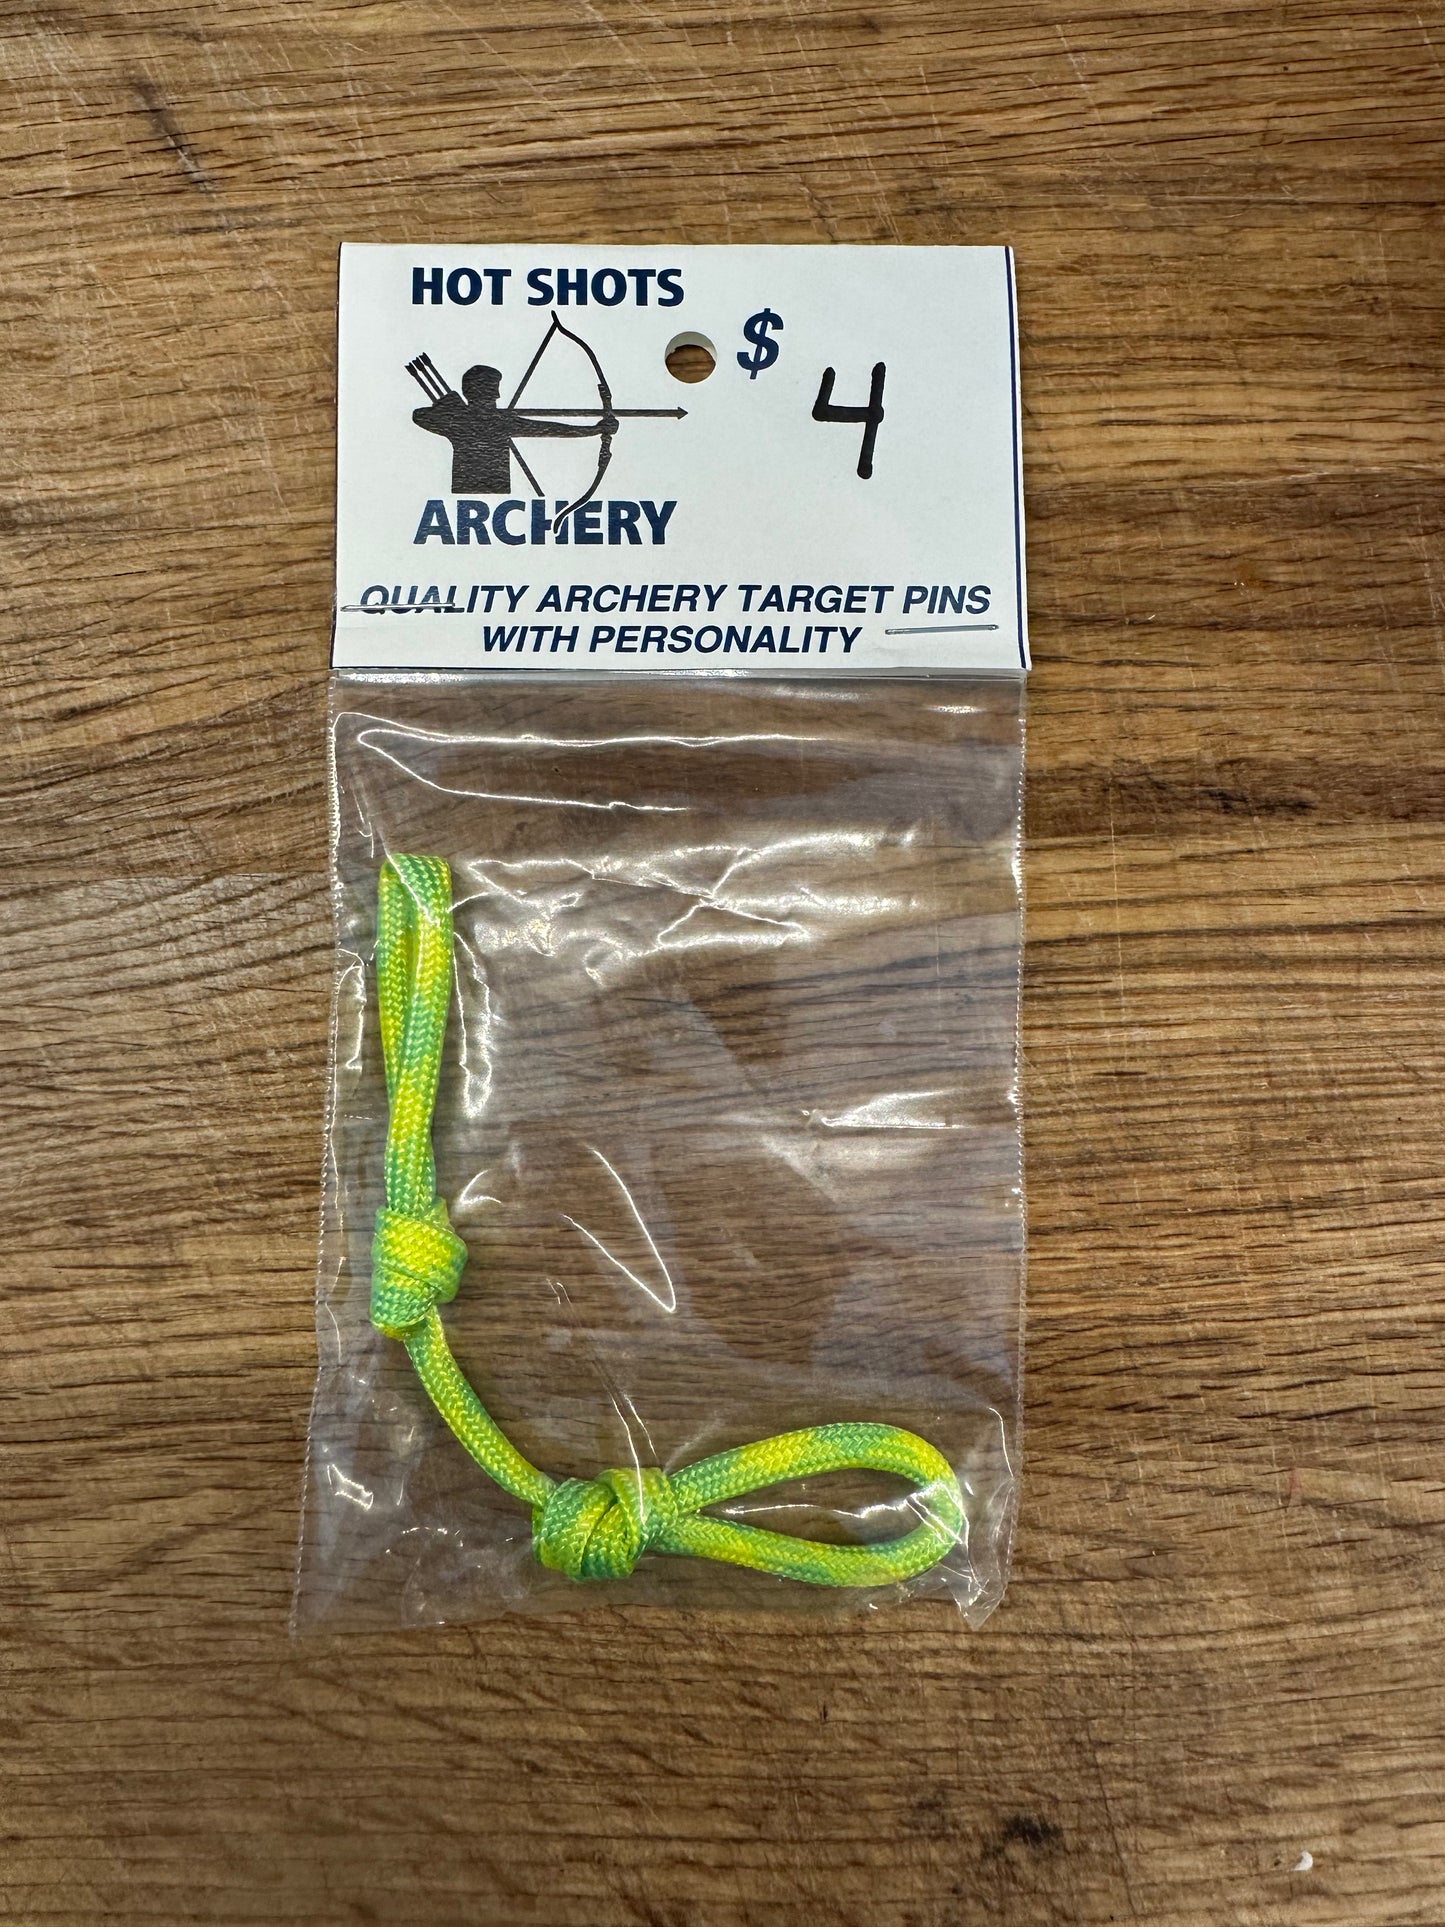 HOT SHOTS
$ 4
ARCHERY
QUALITY ARCHERY TARGET PINS
WITH PERSONALITY